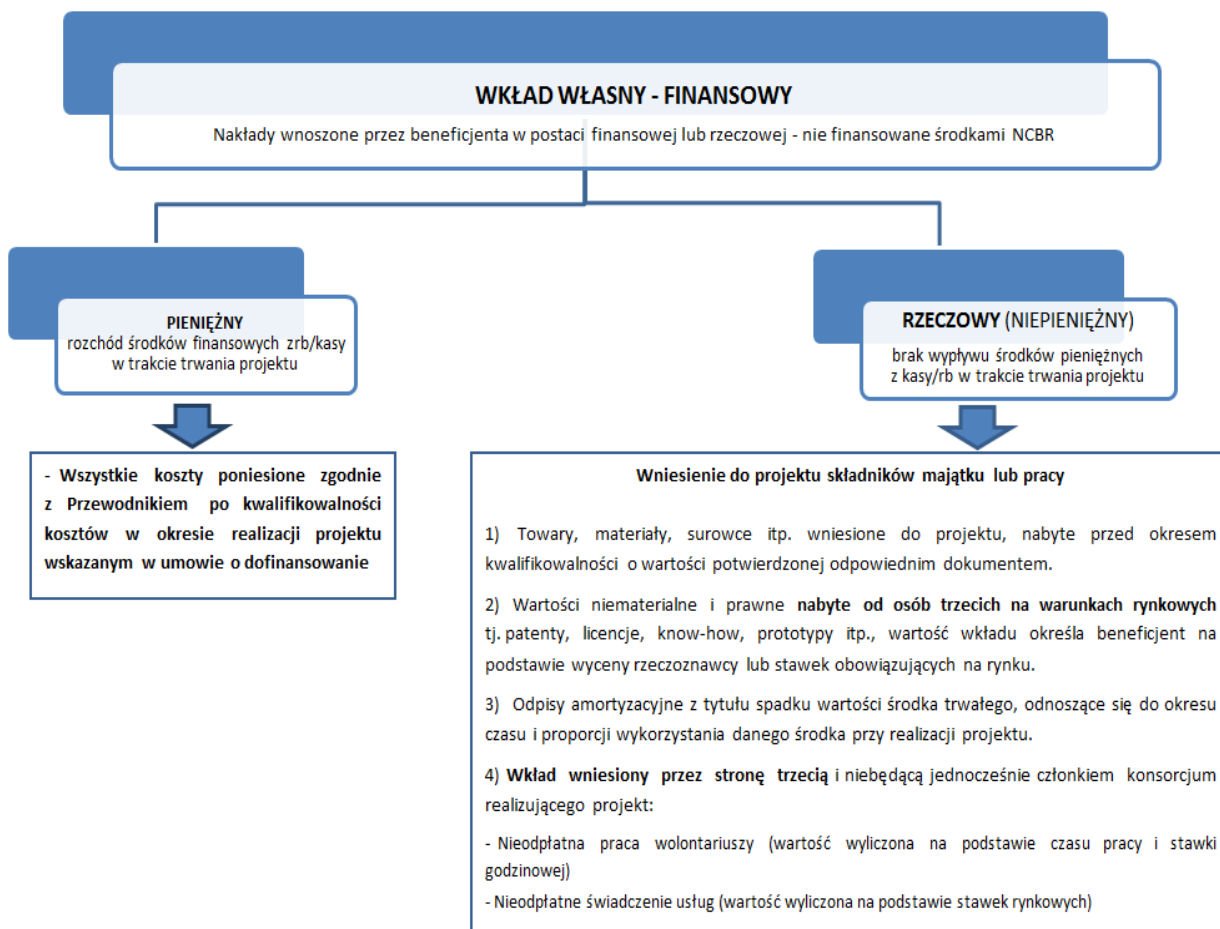 WKŁAD WŁASNY - FINANSOWY
Nakłady wnoszone przez beneficjenta w postaci finansowej lub rzeczowej - nie finansowane środkami NCBR
PIENIĘŻNY
rozchód środków finansowych zrb/kasy
w trakcie trwania projektu
- Wszystkie koszty poniesione zgodnie
z Przewodnikiem po kwalifikowalności
kosztów w okresie realizacji projektu
wskazanym w umowie o dofinansowanie
RZECZOWY (NIEPIENIĘŻNY)
brak wypływu środków pieniężnych
z kasy/rb w trakcie trwania projektu
Wniesienie do projektu składników majątku lub pracy
1) Towary, materiały, surowce itp. wniesione do projektu, nabyte przed okresem
kwalifikowalności o wartości potwierdzonej odpowiednim dokumentem.
2) Wartości niematerialne i prawne nabyte od osób trzecich na warunkach rynkowych
tj. patenty, licencje, know-how, prototypy itp., wartość wkładu określa beneficjent na
podstawie wyceny rzeczoznawcy lub stawek obowiązujących na rynku.
3) Odpisy amortyzacyjne z tytułu spadku wartości środka trwałego, odnoszące się do okresu
czasu i proporcji wykorzystania danego środka przy realizacji projektu.
4) Wkład wniesiony przez stronę trzecią i niebędącą jednocześnie członkiem konsorcjum
realizującego projekt:
- Nieodpłatna praca wolontariuszy (wartość wyliczona na podstawie czasu pracy i stawki
godzinowej)
- Nieodpłatne świadczenie usług (wartość wyliczona na podstawie stawek rynkowych)